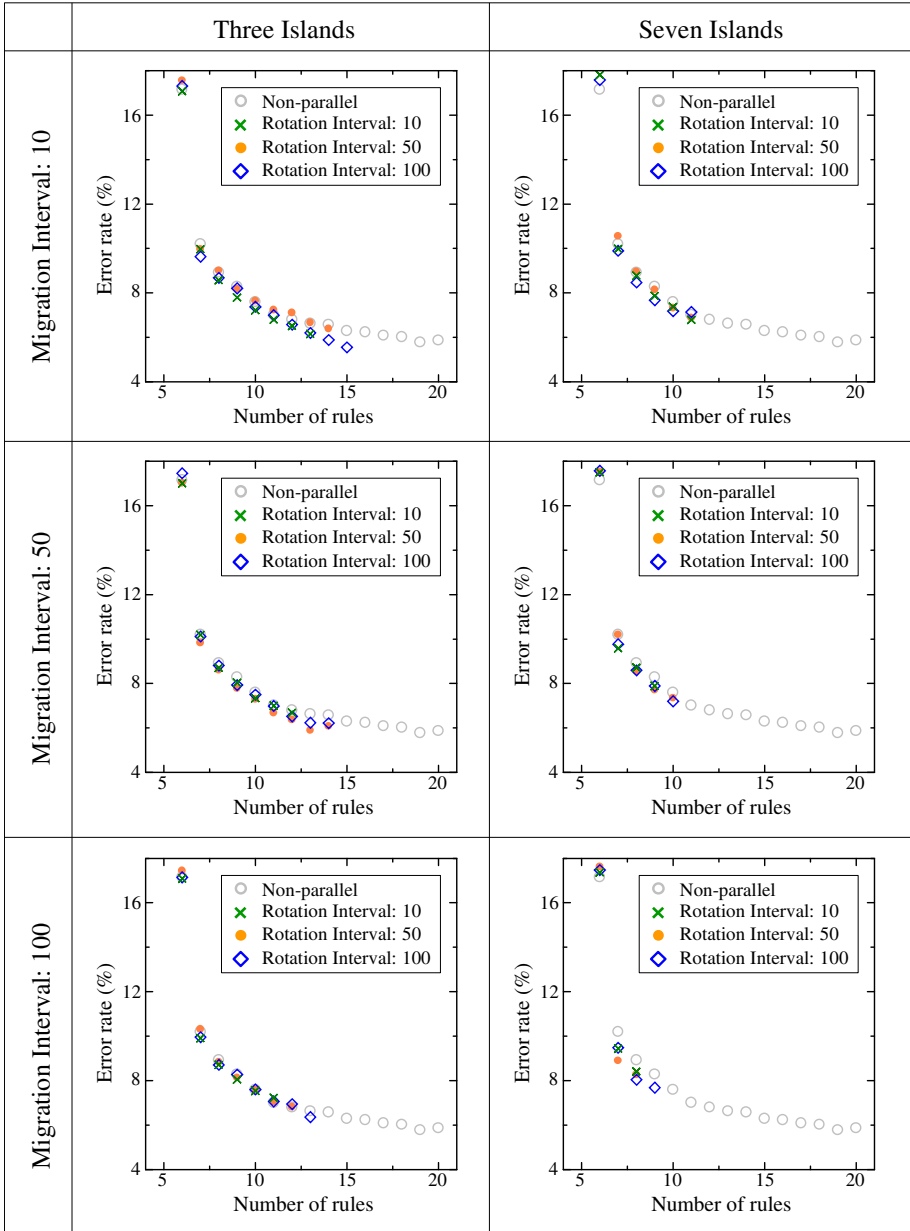 Three Islands
Seven Islands
Migration Interval: 10
Error rate (%)
16
12
8
4
Non-parallel
Rotation Interval: 10
Rotation Interval: 50
Rotation Interval: 100
5
10
15
20
Number of rules
Error rate (%)
16
12
8
4
Non-parallel
Rotation Interval: 10
Rotation Interval: 50
Rotation Interval: 100
5
10
15
20
Number of rules
Migration Interval: 50
Error rate (%)
16
12
8
4
Non-parallel
Rotation Interval: 10
Rotation Interval: 50
Rotation Interval: 100
5
10
15
20
Number of rules
Error rate (%)
16
12
8
4
Non-parallel
Rotation Interval: 10
Rotation Interval: 50
Rotation Interval: 100
5
10
15
20
Number of rules
Migration Interval: 100
Error rate (%)
16
12
8
4
Non-parallel
Rotation Interval: 10
Rotation Interval: 50
Rotation Interval: 100
5
10
15
20
Number of rules
Error rate (%)
16
12
8
4
Non-parallel
Rotation Interval: 10
Rotation Interval: 50
Rotation Interval: 100
5
10
15
20
Number of rules